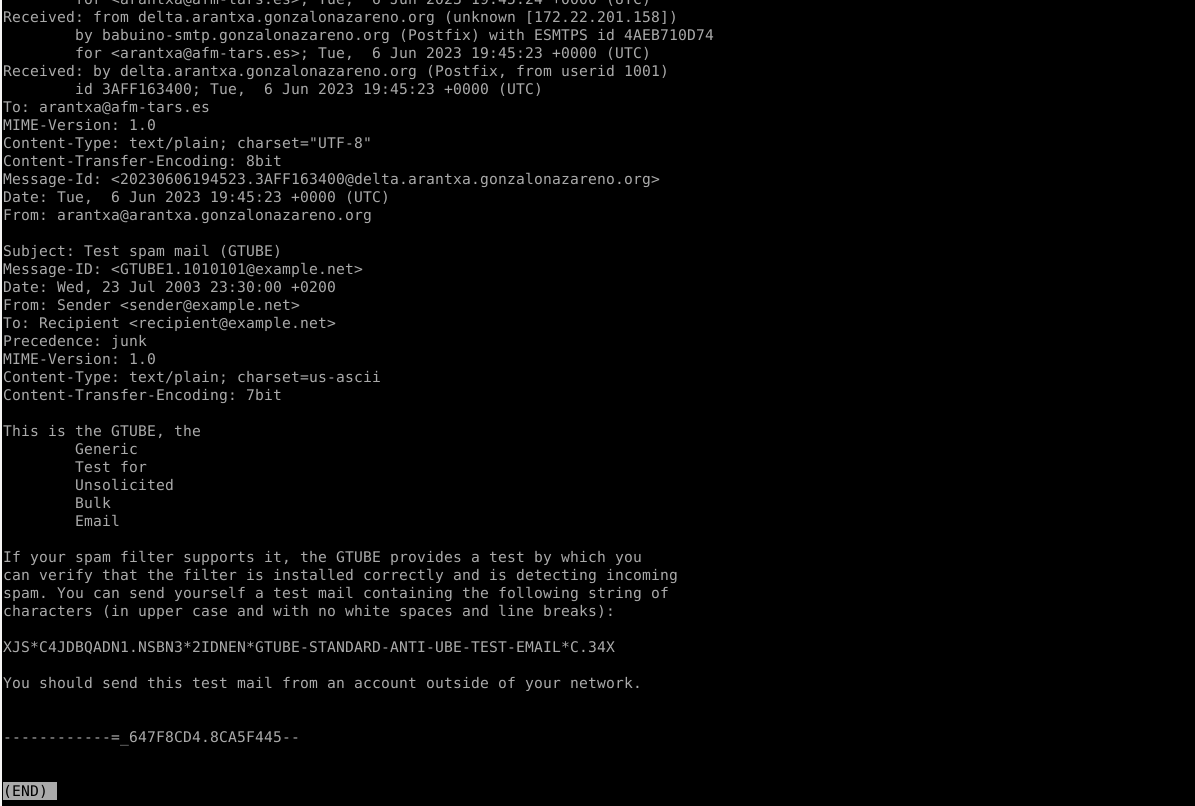 for <arantxa@afm-tars.es>; Tue,  6 Jun 2023 19:45:24 +0000 (UTC)
Received: from delta.arantxa.gonzalonazareno.org (unknown [172.22.201.158])
        by babuino-smtp.gonzalonazareno.org (Postfix) with ESMTPS id 4AEB710D74
        for <arantxa@afm-tars.es>; Tue,  6 Jun 2023 19:45:23 +0000 (UTC)
Received: by delta.arantxa.gonzalonazareno.org (Postfix, from userid 1001)
        id 3AFF163400; Tue,  6 Jun 2023 19:45:23 +0000 (UTC)
To: arantxa@afm-tars.es
MIME-Version: 1.0
Content-Type: text/plain; charset="UTF-8"
Content-Transfer-Encoding: 8bit
Message-Id: <20230606194523.3AFF163400@delta.arantxa.gonzalonazareno.org>
Date: Tue,  6 Jun 2023 19:45:23 +0000 (UTC)
From: arantxa@arantxa.gonzalonazareno.org

Subject: Test spam mail (GTUBE)
Message-ID: <GTUBE1.1010101@example.net>
Date: Wed, 23 Jul 2003 23:30:00 +0200
From: Sender <sender@example.net>
To: Recipient <recipient@example.net>
Precedence: junk
MIME-Version: 1.0
Content-Type: text/plain; charset=us-ascii
Content-Transfer-Encoding: 7bit

This is the GTUBE, the
        Generic
        Test for
        Unsolicited
        Bulk
        Email

If your spam filter supports it, the GTUBE provides a test by which you
can verify that the filter is installed correctly and is detecting incoming
spam. You can send yourself a test mail containing the following string of
characters (in upper case and with no white spaces and line breaks):

XJS*C4JDBQADN1.NSBN3*2IDNEN*GTUBE-STANDARD-ANTI-UBE-TEST-EMAIL*C.34X

You should send this test mail from an account outside of your network.

------------=_647F8CD4.8CA5F445--

(END)